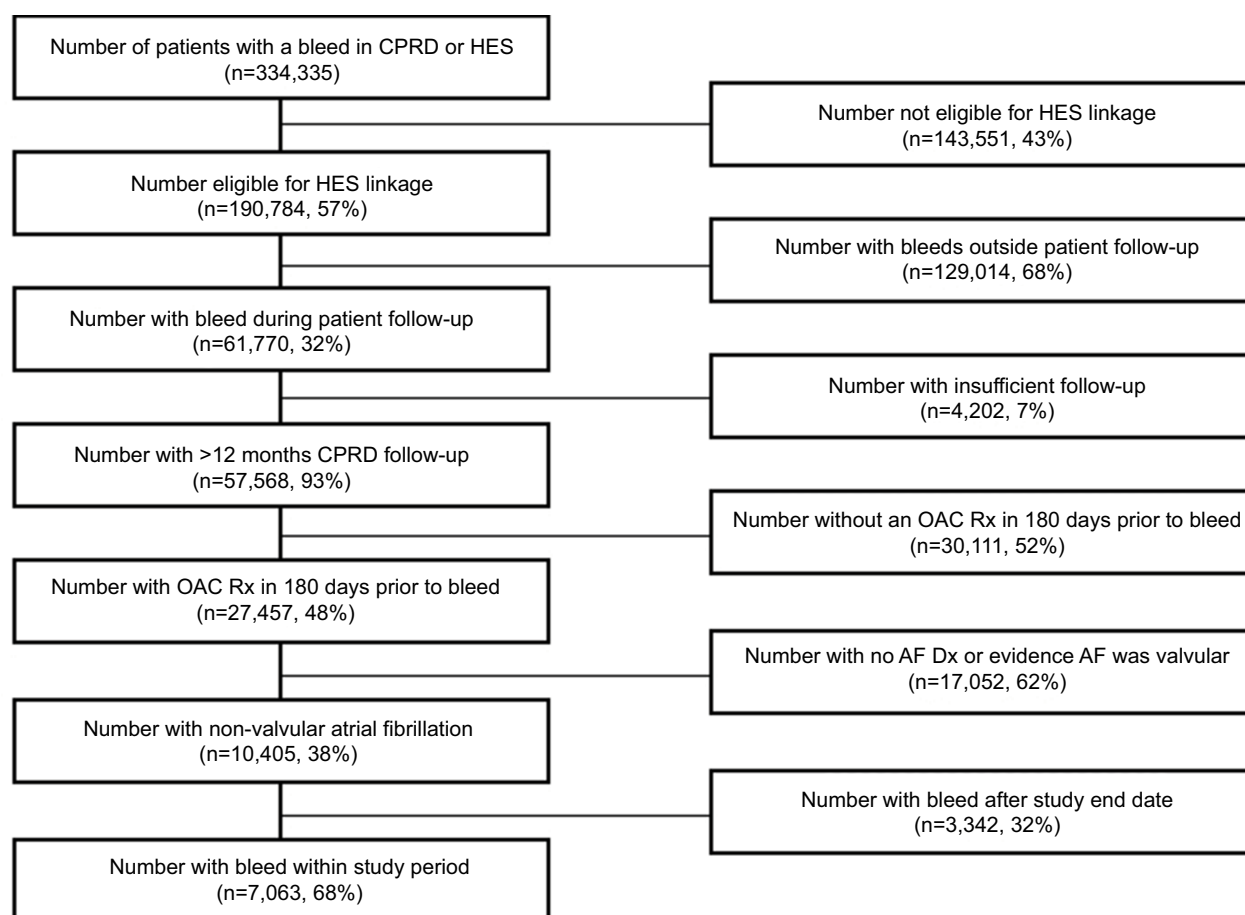 Number of patients with a bleed in CPRD or HES
(n=334,335)
Number not eligible for HES linkage
(n=143,551, 43%)
Number eligible for HES linkage
(n=190,784, 57%)
Number with bleeds outside patient follow-up
(n=129,014, 68%)
Number with bleed during patient follow-up
(n=61,770, 32%)
Number with insufficient follow-up
(n=4,202, 7%)
Number with >12 months CPRD follow-up
(n=57,568, 93%)
Number without an OAC Rx in 180 days prior to bleed
(n=30,111, 52%)
Number with OAC Rx in 180 days prior to bleed
(n=27,457, 48%)
Number with no AF Dx or evidence AF was valvular
(n=17,052, 62%)
Number with non-valvular atrial fibrillation
(n=10,405, 38%)
Number with bleed after study end date
(n=3,342, 32%)
Number with bleed within study period
(n=7,063, 68%)